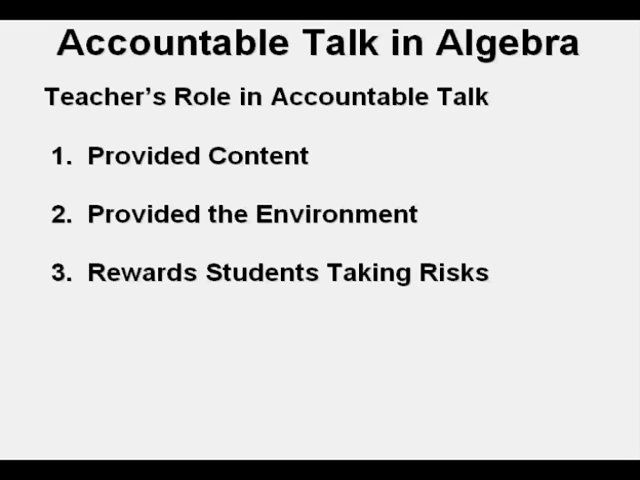 Accountable Talk in Algebra
Teacher's Role in Accountable Talk
1. Provided Content
2. Provided the Environment
3. Rewards Students Taking Risks